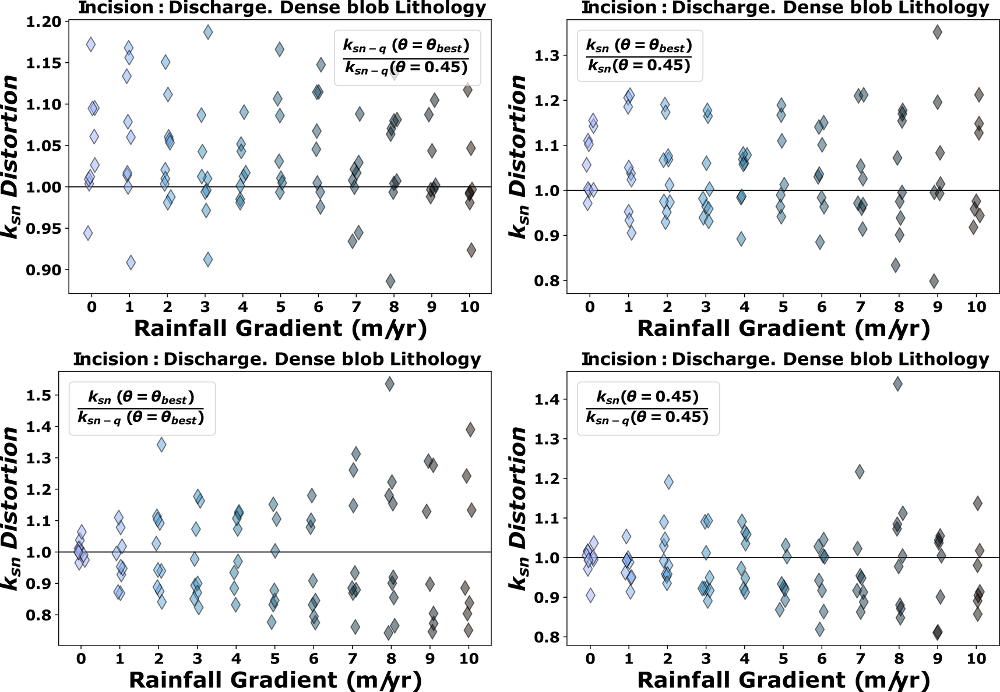 Incision : Discharge. Dense blob Lithology
k_sn Distortion
1.20
1.15
1.10
1.05
1.00
0.95
0.90
k_sn−q (θ = θ_best)
k_sn−q(θ = 0.45)
0 1 2 3 4 5 6 7 8 9 10
Rainfall Gradient (m/yr)
Incision : Discharge. Dense blob Lithology
k_sn Distortion
1.3
1.2
1.1
1.0
0.9
0.8
k_sn (θ = θ_best)
k_sn(θ = 0.45)
0 1 2 3 4 5 6 7 8 9 10
Rainfall Gradient (m/yr)
Incision : Discharge. Dense blob Lithology
k_sn Distortion
1.5
1.4
1.3
1.2
1.1
1.0
0.9
0.8
k_sn (θ = θ_best)
k_sn−q (θ = θ_best)
0 1 2 3 4 5 6 7 8 9 10
Rainfall Gradient (m/yr)
Incision : Discharge. Dense blob Lithology
k_sn Distortion
1.4
1.3
1.2
1.1
1.0
0.9
0.8
k_sn(θ = 0.45)
k_sn−q(θ = 0.45)
0 1 2 3 4 5 6 7 8 9 10
Rainfall Gradient (m/yr)